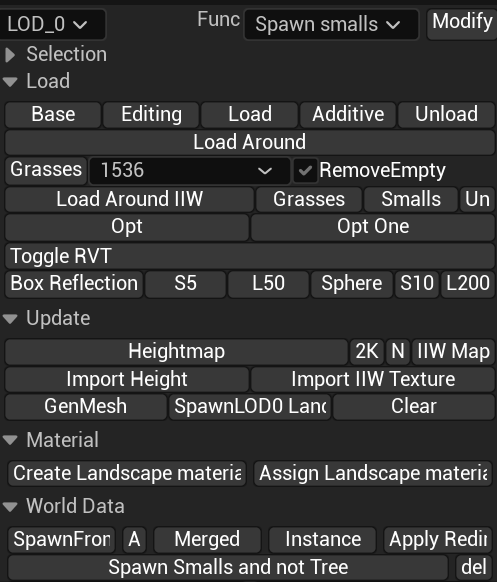 LOD_0 Func Spawn smalls Modify
Selection
Load
Base Editing Load Additive Unload
Load Around
Grasses 1536 RemoveEmpty
Load Around IIW Grasses Smalls Un
Opt Opt One
Toggle RVT
Box Reflection S5 L50 Sphere S10 L200
Update
Heightmap 2K N IIW Map
Import Height Import IIW Texture
GenMesh SpawnLOD0 Land Clear
Material
Create Landscape materia Assign Landscape materia
World Data
SpawnFron A Merged Instance Apply Redir
Spawn Smalls and not Tree del